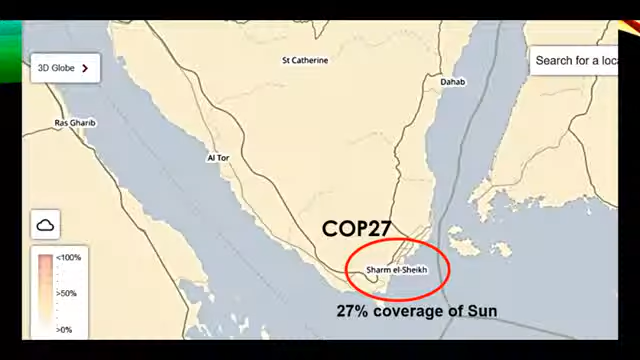 St Catherine
3D Globe
Search for a loca
Dahab
Ras Gharib
Al Tor
COP27
<100%
Sharm el-Sheikh
>50%
27% coverage of Sun
>0%